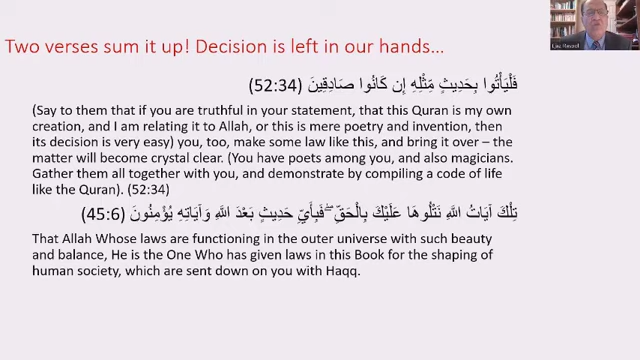 Two verses sum it up! Decision is left in our hands...
فَلْيَأْتُوا بِحَدِيثٍ مِّثْلِهِ إِن كَانُوا صَادِقِينَ (52:34)
(Say to them that if you are truthful in your statement, that this Quran is my own
creation, and I am relating it to Allah, or this is mere poetry and invention, then
its decision is very easy) you, too, make some law like this, and bring it over – the
matter will become crystal clear. (You have poets among you, and also magicians.
Gather them all together with you, and demonstrate by compiling a code of life
like the Quran). (52:34)
تِلْكَ آيَاتُ اللَّهِ نَتْلُوهَا عَلَيْكَ بِالْحَقِّ ۖ فَبِأَيِّ حَدِيثٍ بَعْدَ اللَّهِ وَآيَاتِهِ يُؤْمِنُونَ (45:6)
That Allah Whose laws are functioning in the outer universe with such beauty
and balance, He is the One Who has given laws in this Book for the shaping of
human society, which are sent down on you with Haqq.